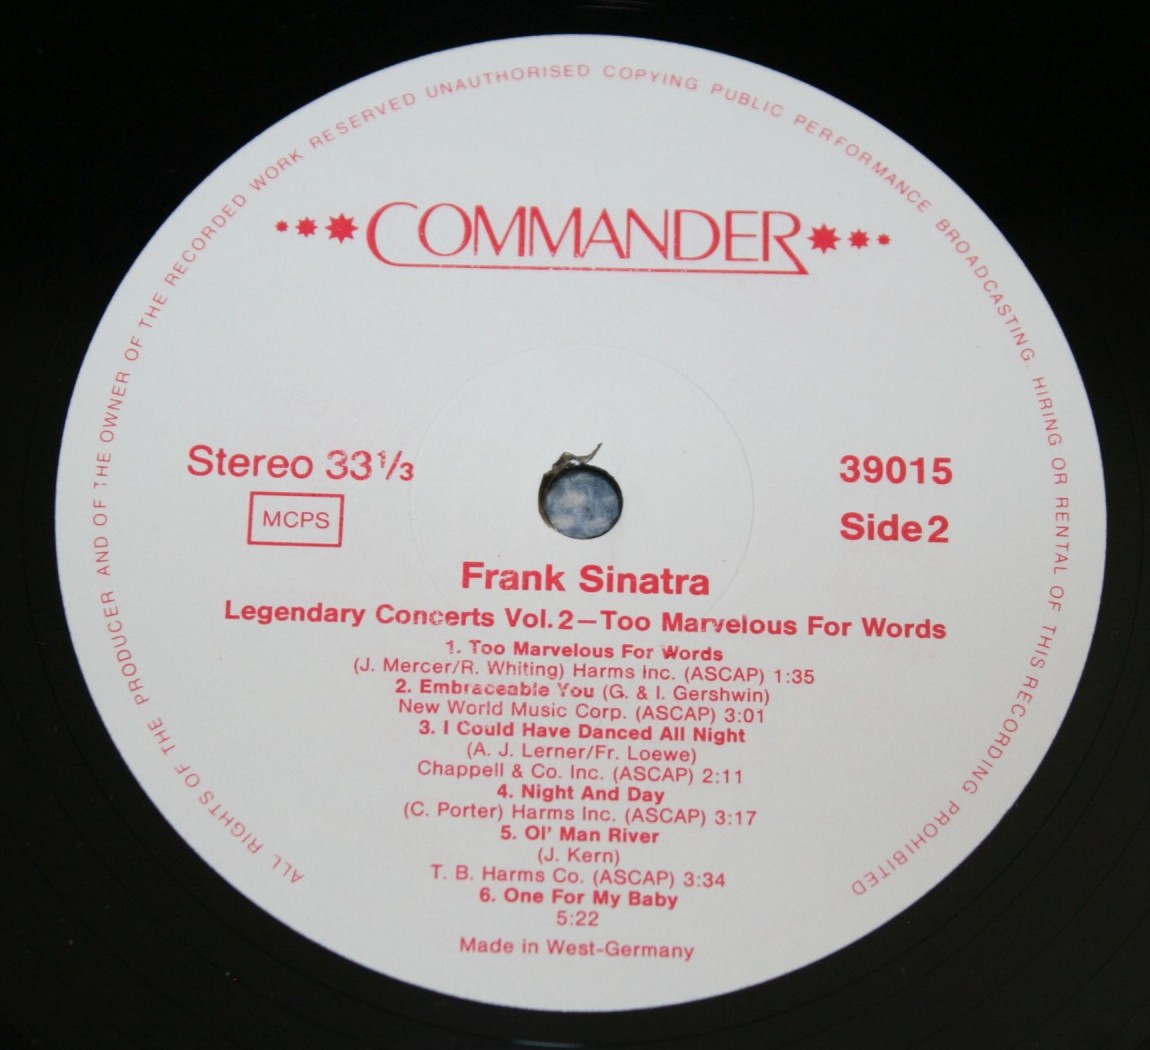 ALL RIGHTS OF THE PRODUCER AND OF THE OWNER OF THE RECORDED WORK RESERVED UNAUTHORISED COPYING PUBLIC PERFORMANCE BROADCASTING. HIRING OR RENTAL OF THIS RECORDING PROHIBITED
COMMANDER
Stereo 33 1/3
MCPS
39015
Side 2
Frank Sinatra
Legendary Concerts Vol. 2—Too Marvelous For Words
1. Too Marvelous For Words
(J. Mercer/R. Whiting) Harms Inc. (ASCAP) 1:35
2. Embraceable You (G. & I. Gershwin)
New World Music Corp. (ASCAP) 3:01
3. I Could Have Danced All Night
(A. J. Lerner/Fr. Loewe)
Chappell & Co. Inc. (ASCAP) 2:11
4. Night And Day
(C. Porter) Harms Inc. (ASCAP) 3:17
5. Ol' Man River
(J. Kern)
T. B. Harms Co. (ASCAP) 3:34
6. One For My Baby
5:22
Made in West-Germany